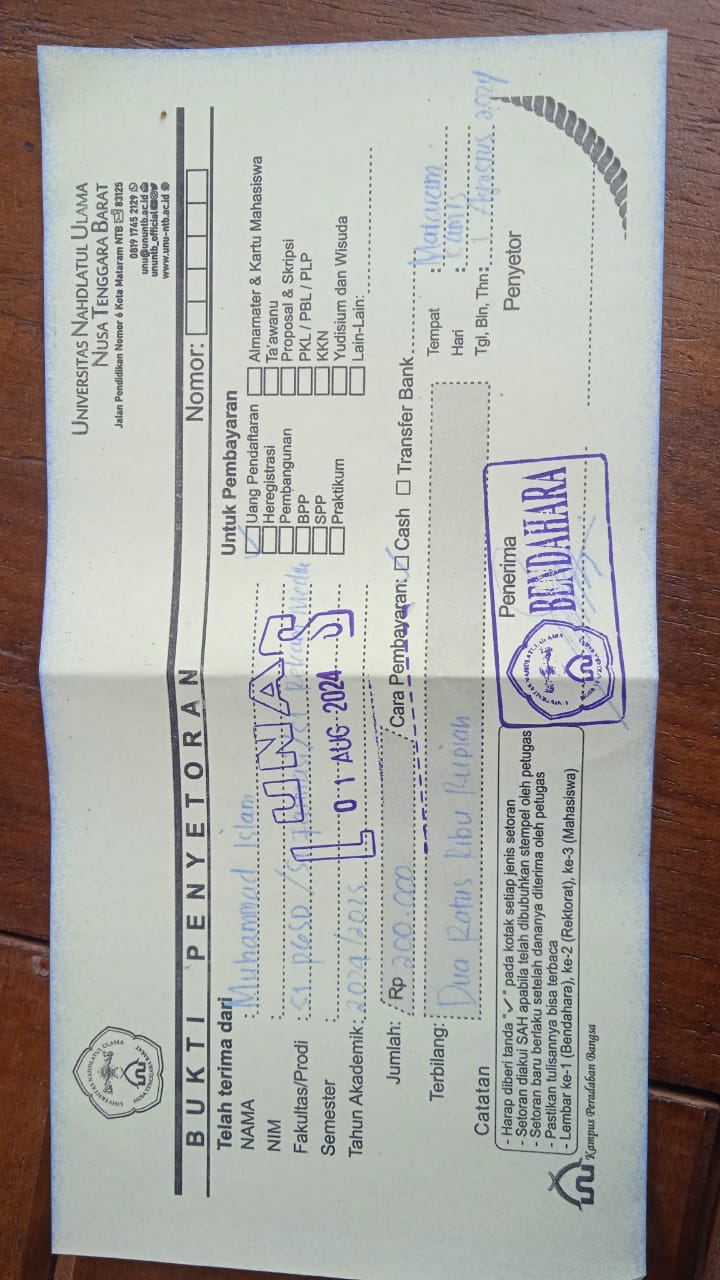 UNIVERSITAS NAHDLATUL ULAMA
NUSA TENGGARA BARAT
Jalan Pendidikan Nomor 6 Kota Mataram NTB 83125
0819 1745 2129
unu@ununtb.ac.id
ununtb_official
www.unu-ntb.ac.id
BUKTI PENYETORAN
Nomor:
Telah terima dari
NAMA : Muhammad Islam
NIM :
Fakultas/Prodi : S1 PGSD /
Semester :
Tahun Akademik: 2024/2025
LUNAS
01 AUG 2024
Untuk Pembayaran
Uang Pendaftaran
Heregistrasi
Pembangunan
BPP
SPP
Praktikum
Almamater & Kartu Mahasiswa
Ta'awanu
Proposal & Skripsi
PKL / PBL / PLP
KKN
Yudisium dan Wisuda
Lain-Lain:
Jumlah: Rp 200.000 Cara Pembayaran: Cash Transfer Bank
Terbilang: Dua Ratus Ribu Rupiah
Tempat : Mataram
Hari : Kamis
Tgl, Bln, Thn: 1 Agustus 2024
Catatan
- Harap diberi tanda "✓" pada kotak setiap jenis setoran
- Setoran diakui SAH apabila telah dibubuhkan stempel oleh petugas
- Setoran baru berlaku setelah dananya diterima oleh petugas
- Pastikan tulisannya bisa terbaca
- Lembar ke-1 (Bendahara), ke-2 (Rektorat), ke-3 (Mahasiswa)
Penerima
BENDAHARA
Penyetor
unu Kampus Peradaban Bangsa